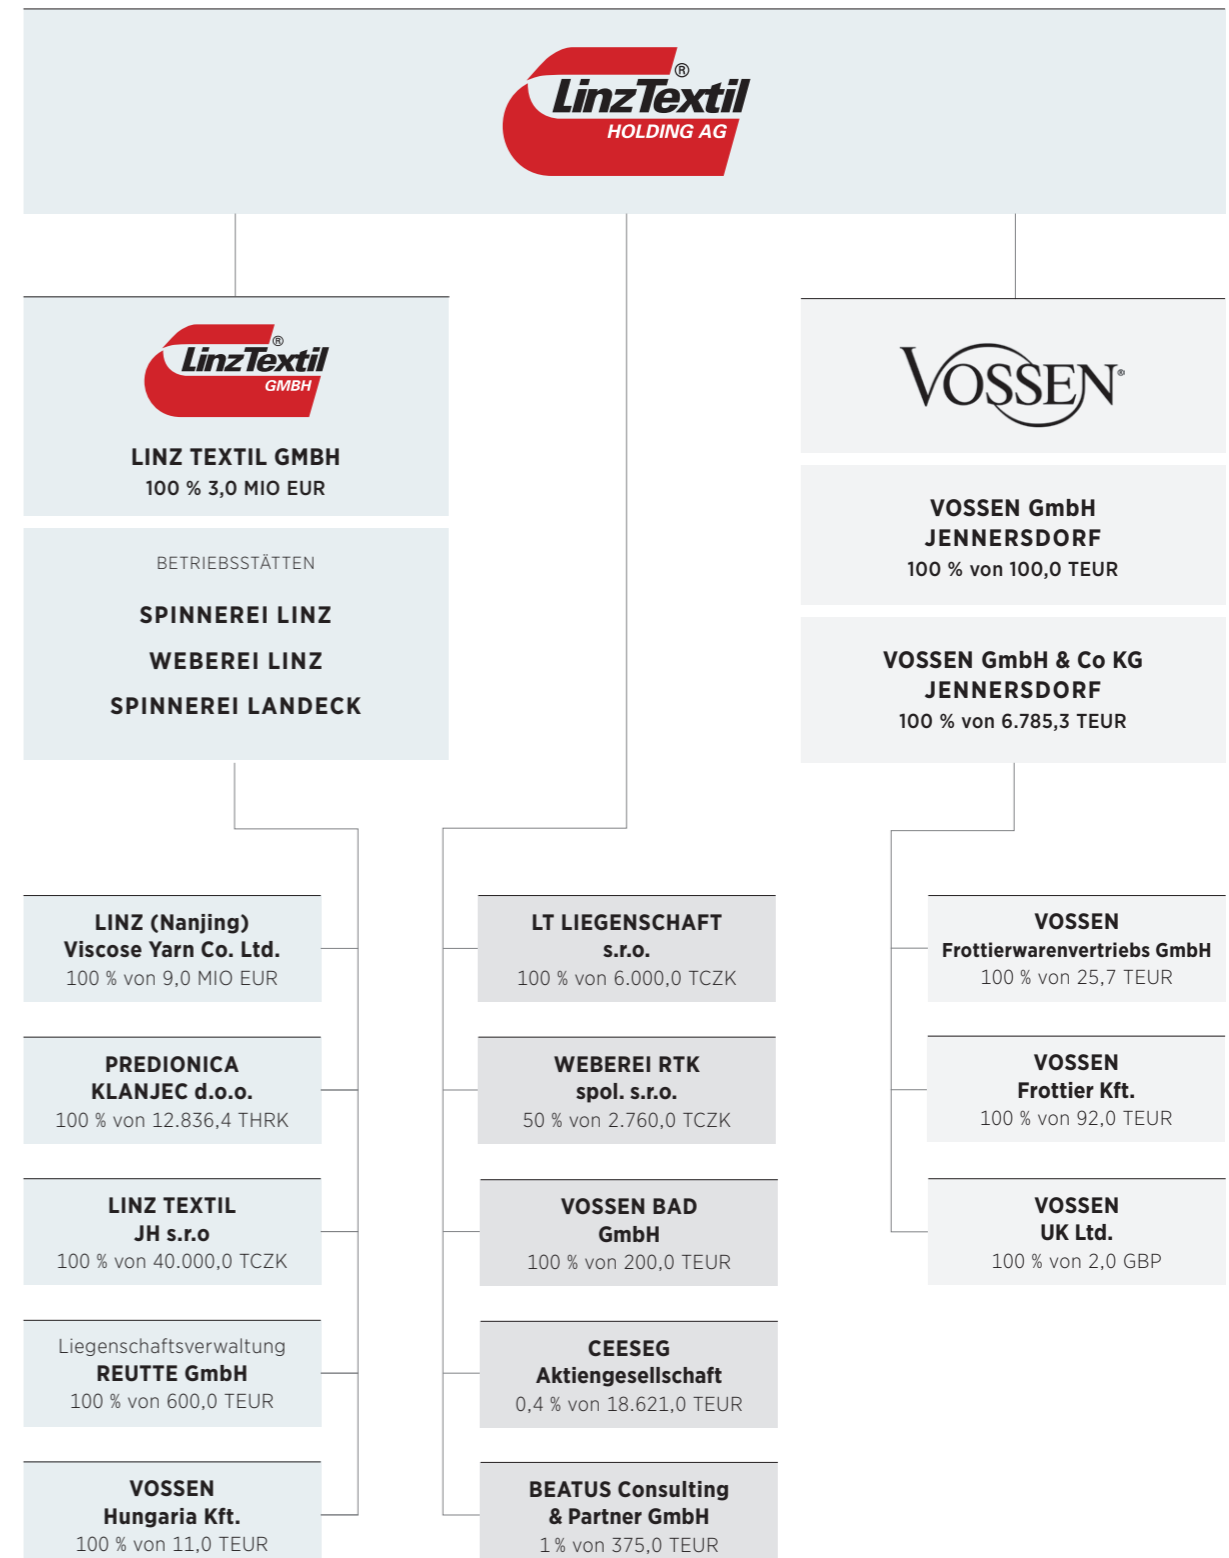 LinzTextil®
HOLDING AG
LinzTextil®
GMBH
LINZ TEXTIL GMBH
100 % 3,0 MIO EUR
BETRIEBSSTÄTTEN
SPINNEREI LINZ
WEBEREI LINZ
SPINNEREI LANDECK
VOSSEN®
VOSSEN GmbH
JENNERSDORF
100 % von 100,0 TEUR
VOSSEN GmbH & Co KG
JENNERSDORF
100 % von 6.785,3 TEUR
LINZ (Nanjing)
Viscose Yarn Co. Ltd.
100 % von 9,0 MIO EUR
PREDIONICA
KLANJEC d.o.o.
100 % von 12.836,4 THRK
LINZ TEXTIL
JH s.r.o
100 % von 40.000,0 TCZK
Liegenschaftsverwaltung
REUTTE GmbH
100 % von 600,0 TEUR
VOSSEN
Hungaria Kft.
100 % von 11,0 TEUR
LT LIEGENSCHAFT
s.r.o.
100 % von 6.000,0 TCZK
WEBEREI RTK
spol. s.r.o.
50 % von 2.760,0 TCZK
VOSSEN BAD
GmbH
100 % von 200,0 TEUR
CEESEG
Aktiengesellschaft
0,4 % von 18.621,0 TEUR
BEATUS Consulting
& Partner GmbH
1 % von 375,0 TEUR
VOSSEN
Frottierwarenvertriebs GmbH
100 % von 25,7 TEUR
VOSSEN
Frottier Kft.
100 % von 92,0 TEUR
VOSSEN
UK Ltd.
100 % von 2,0 GBP